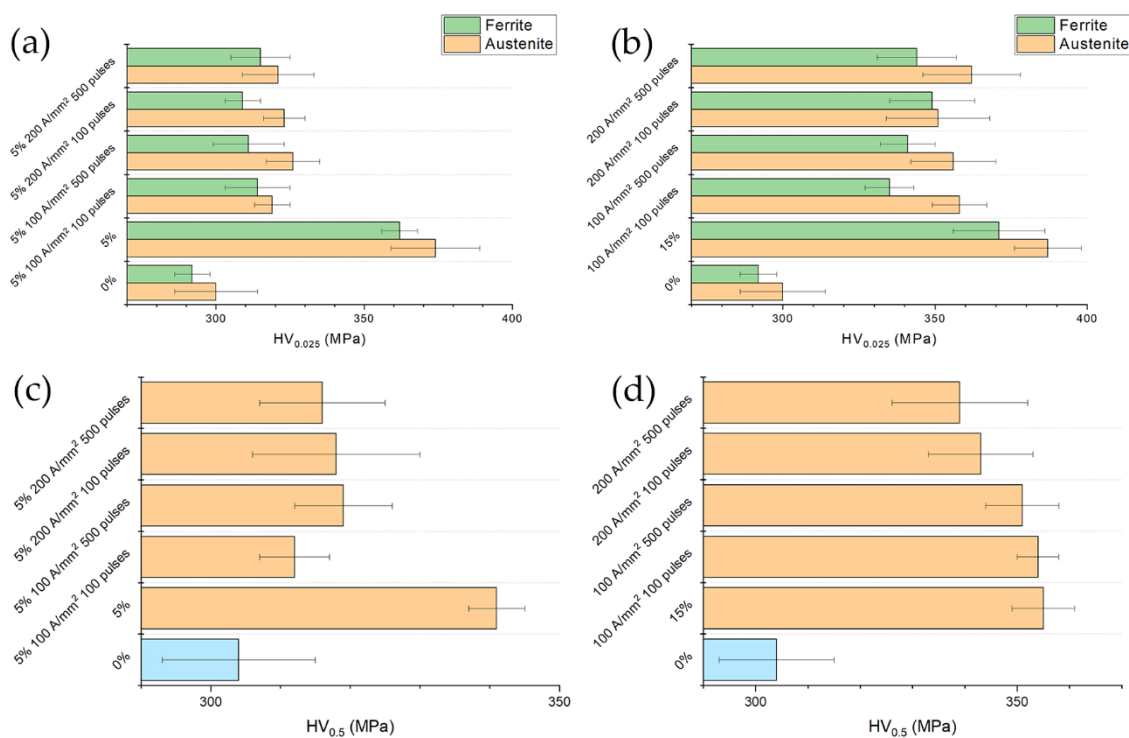 (a)
Ferrite
Austenite
5% 200 A/mm² 500 pulses
5% 200 A/mm² 100 pulses
5% 100 A/mm² 500 pulses
5% 100 A/mm² 100 pulses
5%
0%
300
350
400
HV0.025 (MPa)
(b)
Ferrite
Austenite
200 A/mm² 500 pulses
200 A/mm² 100 pulses
100 A/mm² 500 pulses
100 A/mm² 100 pulses
15%
0%
300
350
400
HV0.025 (MPa)
(c)
5% 200 A/mm² 500 pulses
5% 200 A/mm² 100 pulses
5% 100 A/mm² 500 pulses
5% 100 A/mm² 100 pulses
5%
0%
300
350
HV0.5 (MPa)
(d)
200 A/mm² 500 pulses
200 A/mm² 100 pulses
100 A/mm² 500 pulses
100 A/mm² 100 pulses
15%
0%
300
350
HV0.5 (MPa)